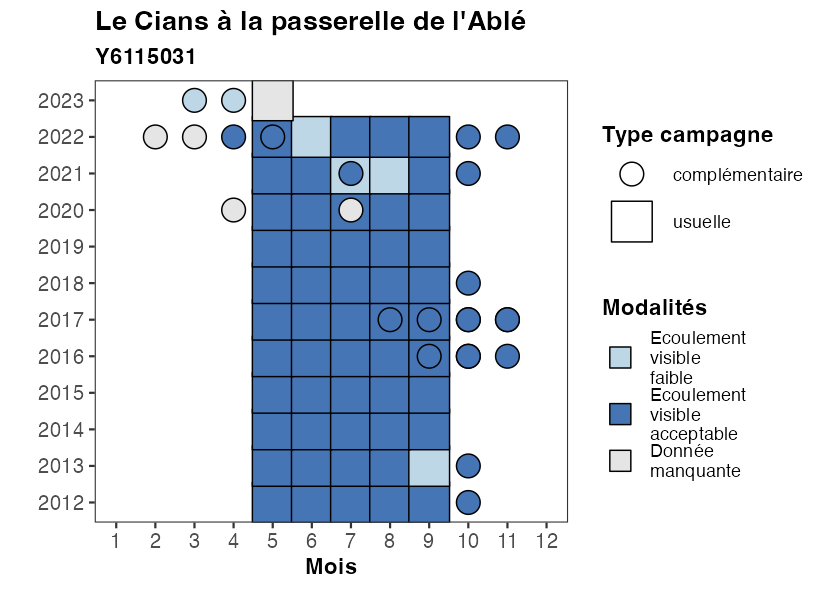 Le Cians à la passerelle de l'Ablé
Y6115031
2023
2022
2021
2020
2019
2018
2017
2016
2015
2014
2013
2012
1 2 3 4 5 6 7 8 9 10 11 12
Mois
Type campagne
complémentaire
usuelle
Modalités
Ecoulement
visible
faible
Ecoulement
visible
acceptable
Donnée
manquante